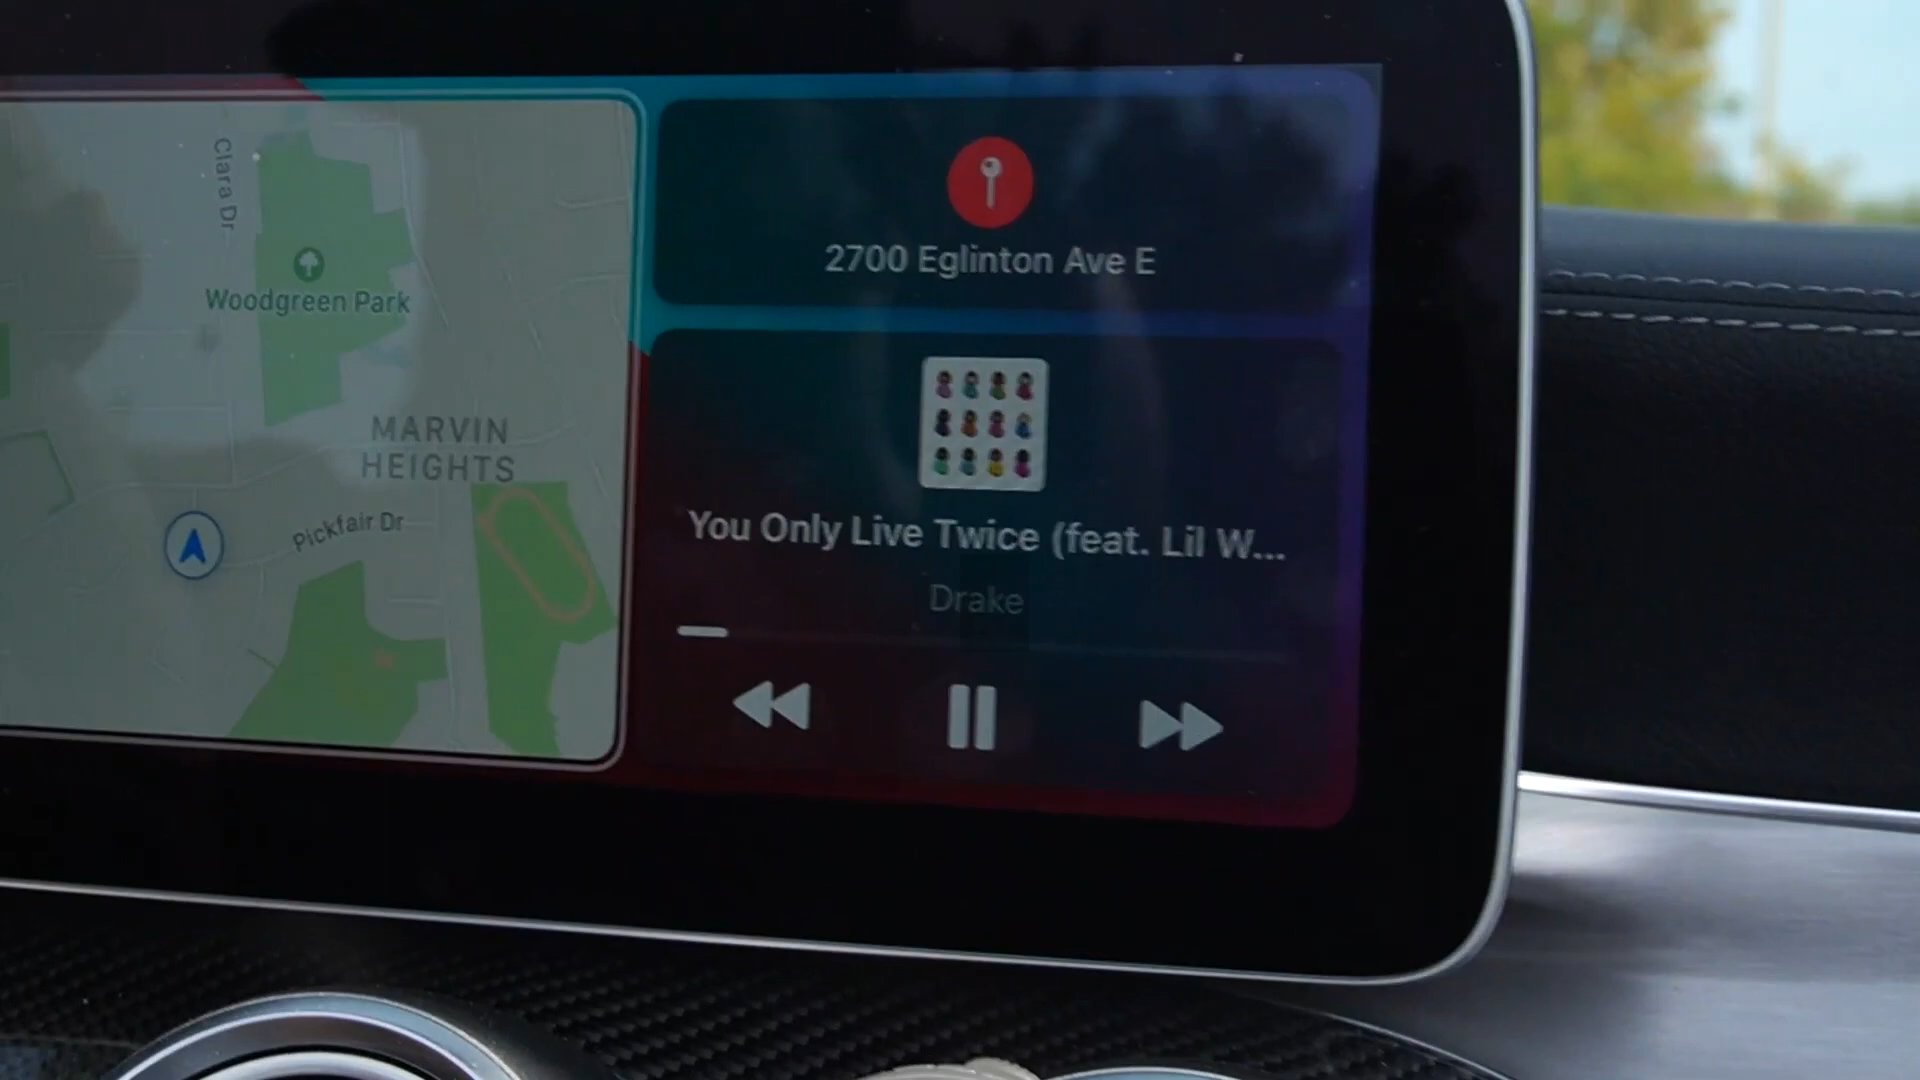 Clara Dr
Woodgreen Park
MARVIN
HEIGHTS
Pickfair Dr
2700 Eglinton Ave E
You Only Live Twice (feat. Lil W...
Drake